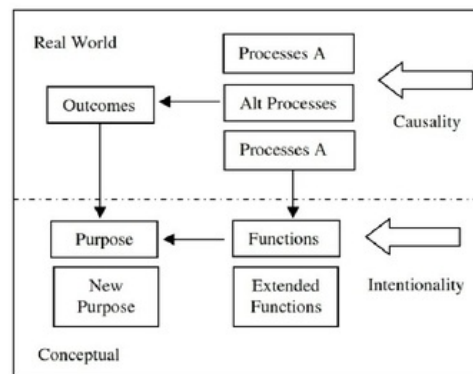 Real World
Processes A
Outcomes
Alt Processes
Causality
Processes A
Purpose
Functions
New
Purpose
Extended
Functions
Intentionality
Conceptual